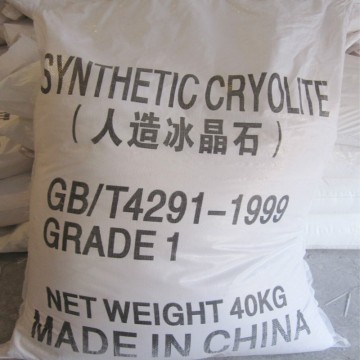 SYNTHETIC CRYOLITE
(人造冰晶石)
GB/T4291-1999
GRADE 1
NET WEIGHT 40KG
MADE IN CHINA